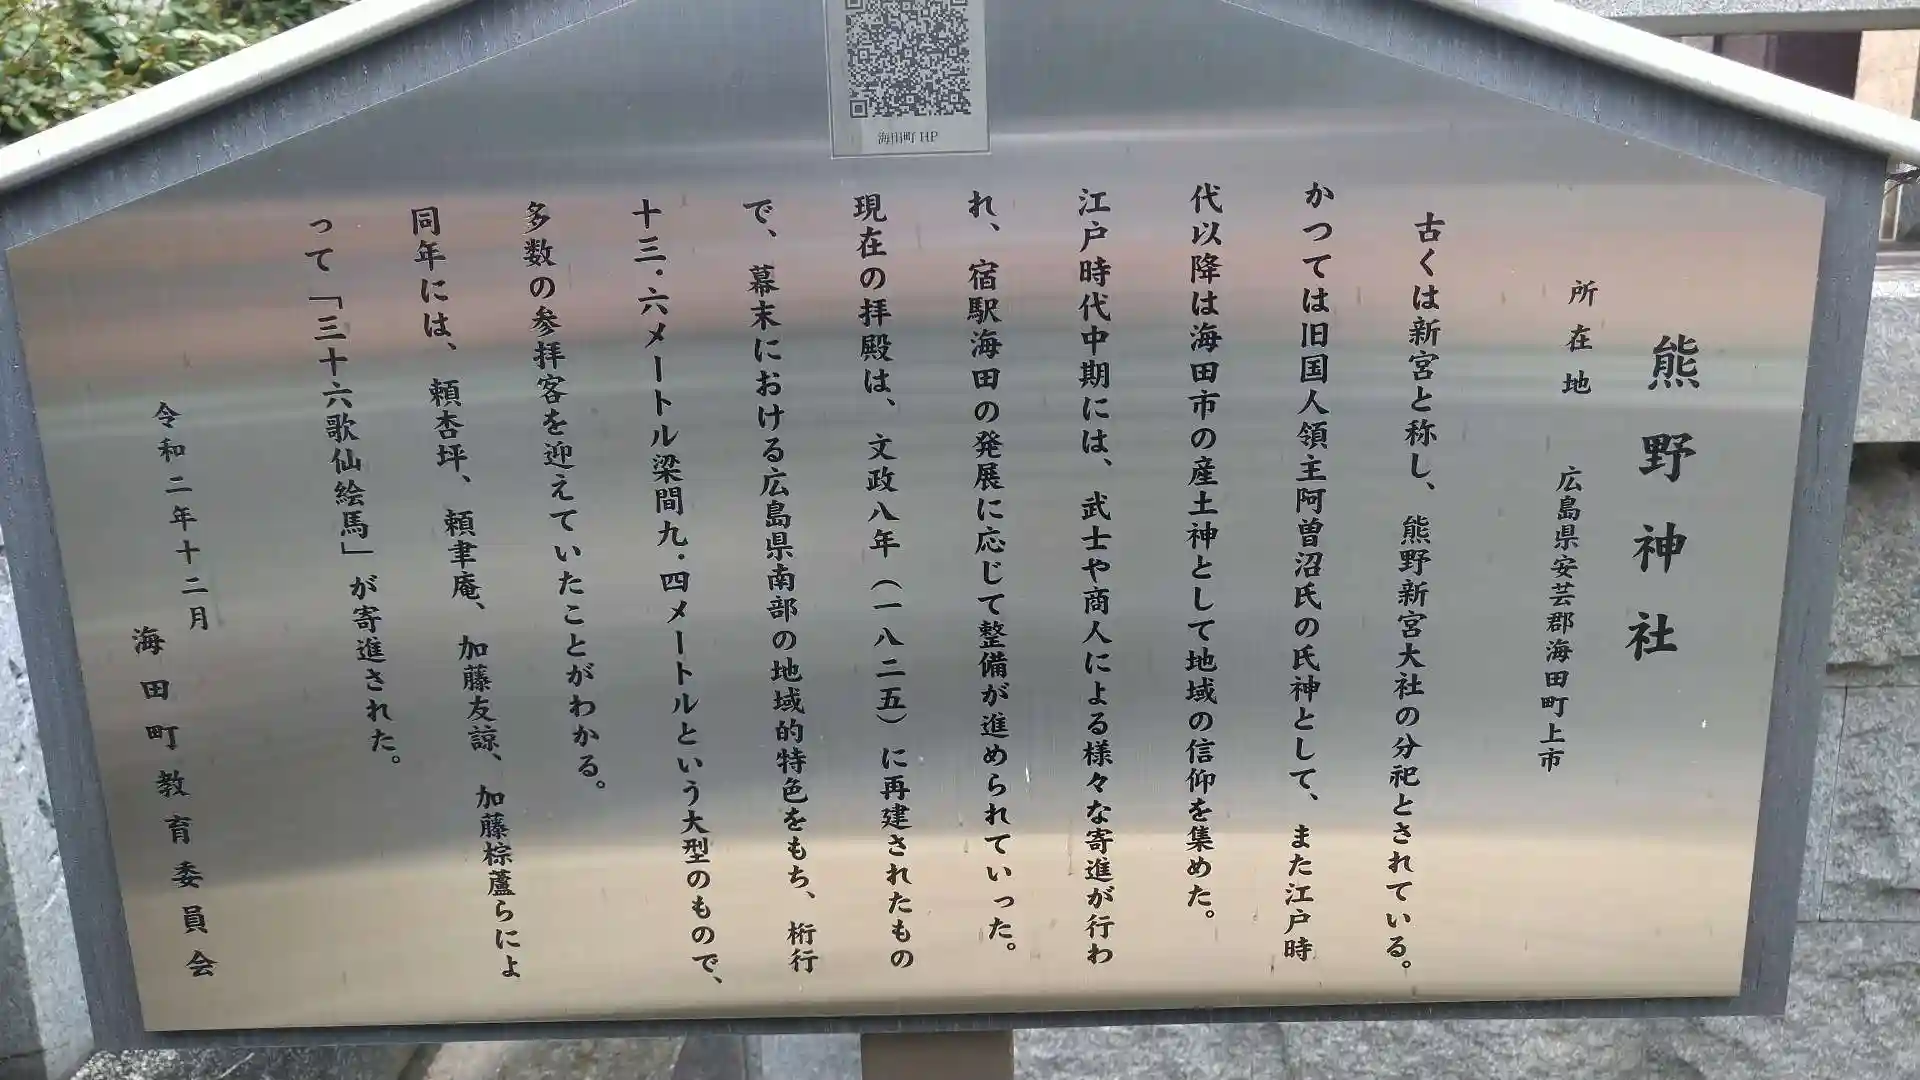 海田町HP
熊野神社
所在地　広島県安芸郡海田町上市
古くは新宮と称し、熊野新宮大社の分祀とされている。
かつては旧国人領主阿曽沼氏の氏神として、また江戸時
代以降は海田市の産土神として地域の信仰を集めた。
江戸時代中期には、武士や商人による様々な寄進が行わ
れ、宿駅海田の発展に応じて整備が進められていった。
現在の拝殿は、文政八年（一八二五）に再建されたもの
で、幕末における広島県南部の地域的特色をもち、桁行
十三・六メートル梁間九・四メートルという大型のもので、
多数の参拝客を迎えていたことがわかる。
同年には、頼杏坪、頼聿庵、加藤友諒、加藤棕蘆らによ
って「三十六歌仙絵馬」が寄進された。
令和二年十二月
海田町教育委員会